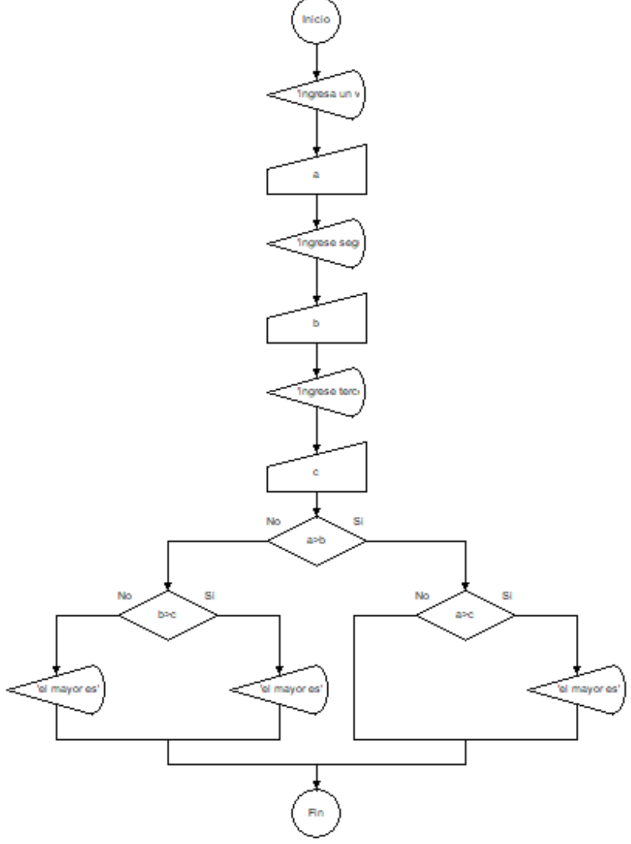 Inicio
'Ingresa un v
a
'Ingrese seg
b
'Ingrese terc
c
No
Si
a>b
No
Si
No
Si
b>c
a>c
'el mayor es'
'el mayor es'
'el mayor es'
Fin